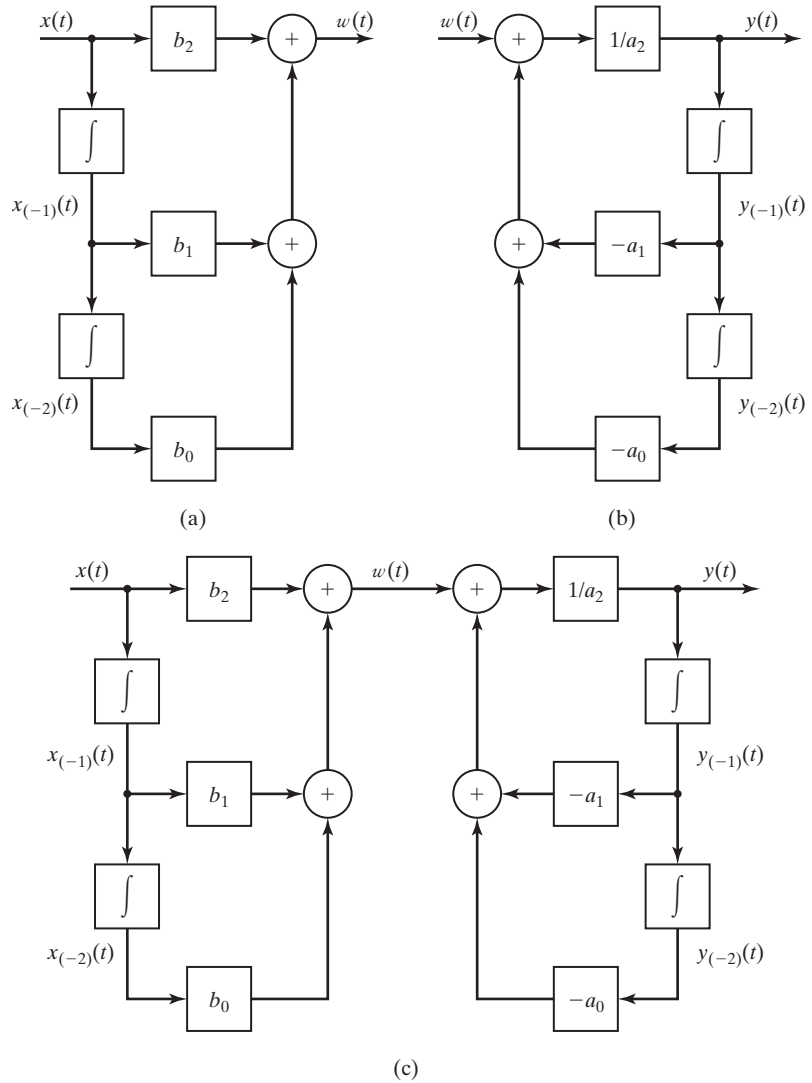 x(t) b2 + w(t)
∫
x(−1)(t)
b1 +
∫
x(−2)(t)
b0
(a)
w(t) + 1/a2 y(t)
∫
y(−1)(t)
+ −a1
∫
y(−2)(t)
−a0
(b)
x(t) b2 + w(t) + 1/a2 y(t)
∫ ∫
x(−1)(t) y(−1)(t)
b1 + + −a1
∫ ∫
x(−2)(t) y(−2)(t)
b0 −a0
(c)